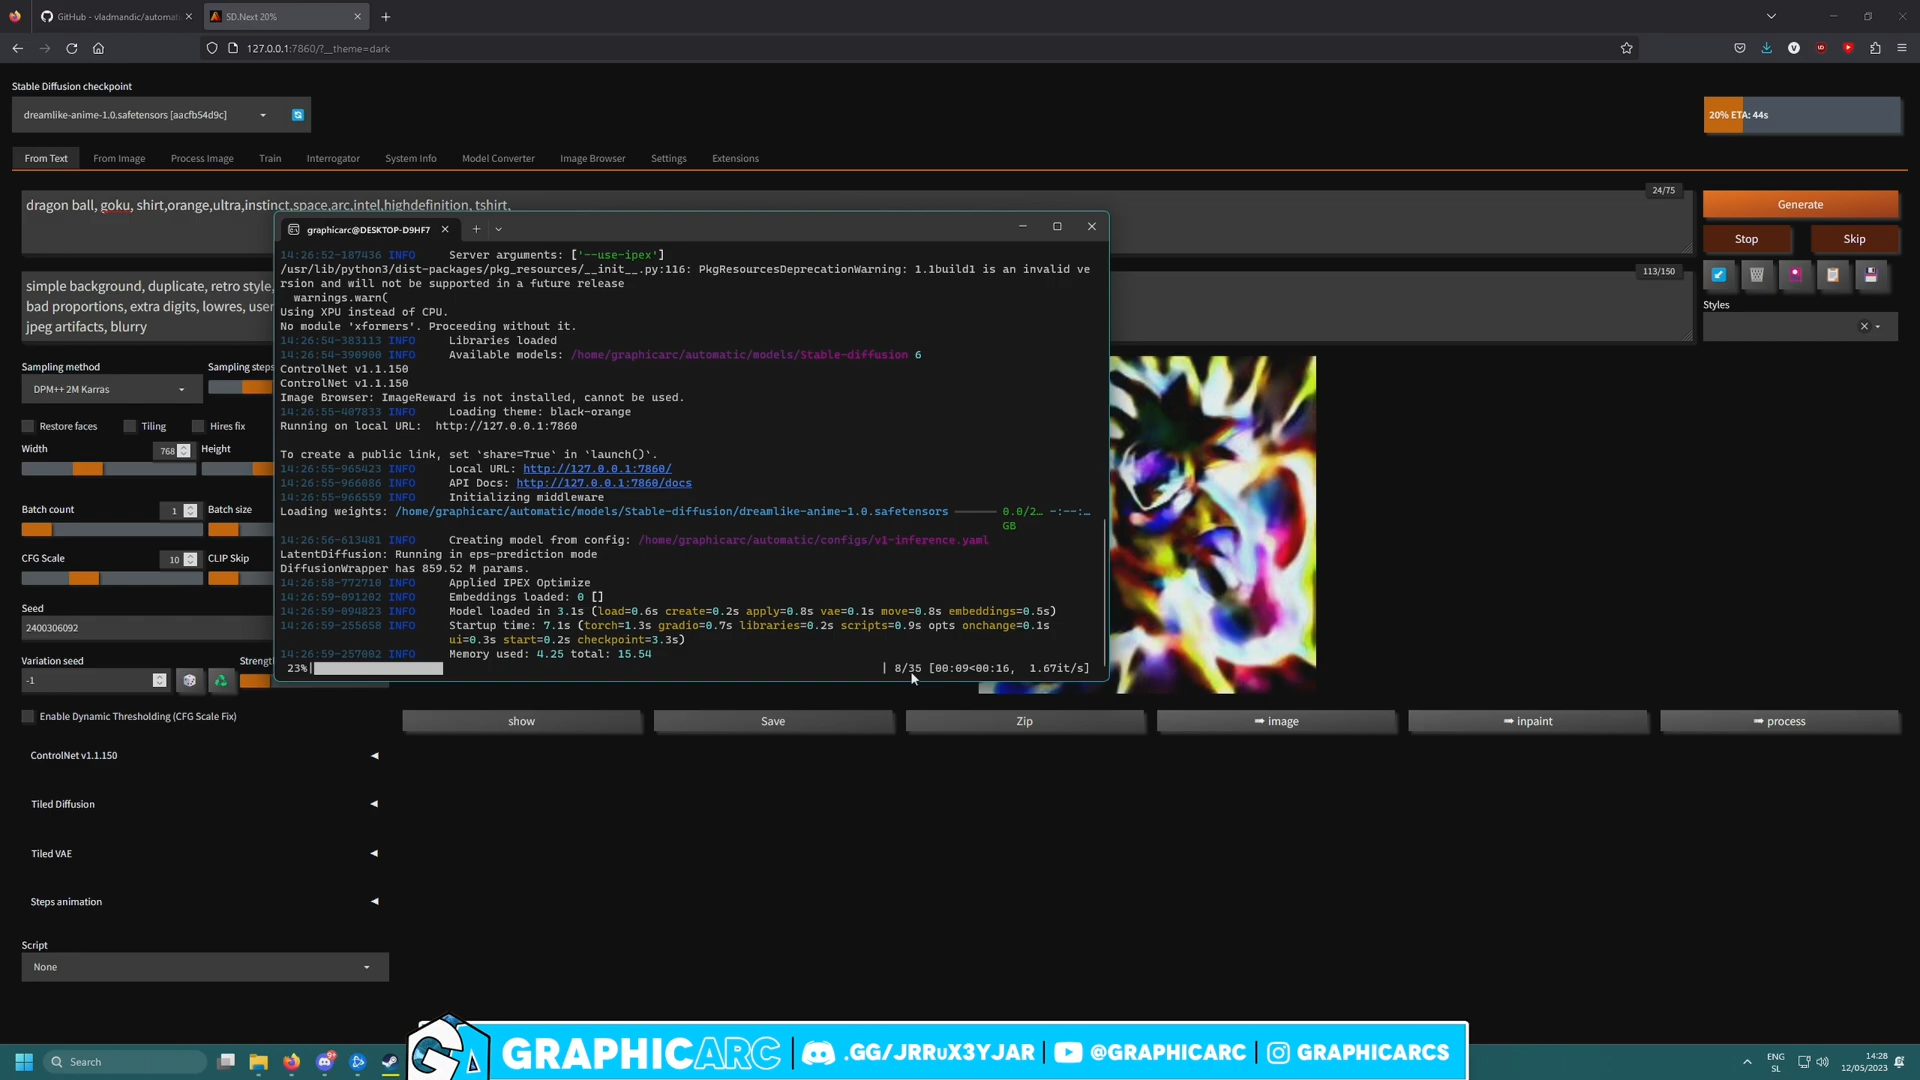 GitHub - vladmandic/automati
SD.Next 20%
127.0.0.1:7860/?__theme=dark
Stable Diffusion checkpoint
dreamlike-anime-1.0.safetensors [aacfb54d9c]
20% ETA: 44s
From Text
From Image
Process Image
Train
Interrogator
System Info
Model Converter
Image Browser
Settings
Extensions
24/75
dragon ball, goku, shirt,orange,ultra,instinct,space,arc,intel,highdefinition, tshirt,
Generate
Stop
Skip
113/150
simple background, duplicate, retro style,
bad proportions, extra digits, lowres, user
jpeg artifacts, blurry
Styles
graphicarc@DESKTOP-D9HF7
14:26:52-187436 INFO Server arguments: ['--use-ipex']
/usr/lib/python3/dist-packages/pkg_resources/__init__.py:116: PkgResourcesDeprecationWarning: 1.1build1 is an invalid ve
rsion and will not be supported in a future release
warnings.warn(
Using XPU instead of CPU.
No module 'xformers'. Proceeding without it.
14:26:54-383113 INFO Libraries loaded
14:26:54-390900 INFO Available models: /home/graphicarc/automatic/models/Stable-diffusion 6
ControlNet v1.1.150
ControlNet v1.1.150
Image Browser: ImageReward is not installed, cannot be used.
14:26:55-407833 INFO Loading theme: black-orange
Running on local URL: http://127.0.0.1:7860
To create a public link, set `share=True` in `launch()`.
14:26:55-965423 INFO Local URL: http://127.0.0.1:7860/
14:26:55-966086 INFO API Docs: http://127.0.0.1:7860/docs
14:26:55-966559 INFO Initializing middleware
Loading weights: /home/graphicarc/automatic/models/Stable-diffusion/dreamlike-anime-1.0.safetensors 0.0/2… -:--:…
GB
14:26:56-613481 INFO Creating model from config: /home/graphicarc/automatic/configs/v1-inference.yaml
LatentDiffusion: Running in eps-prediction mode
DiffusionWrapper has 859.52 M params.
14:26:58-772710 INFO Applied IPEX Optimize
14:26:59-091202 INFO Embeddings loaded: 0 []
14:26:59-094823 INFO Model loaded in 3.1s (load=0.6s create=0.2s apply=0.8s vae=0.1s move=0.8s embeddings=0.5s)
14:26:59-255658 INFO Startup time: 7.1s (torch=1.3s gradio=0.7s libraries=0.2s scripts=0.9s opts onchange=0.1s
ui=0.3s start=0.2s checkpoint=3.3s)
14:26:59-257002 INFO Memory used: 4.25 total: 15.54
23%| | 8/35 [00:09<00:16, 1.67it/s]
Sampling method
Sampling steps
DPM++ 2M Karras
Restore faces
Tiling
Hires fix
Width
768
Height
Batch count
1
Batch size
CFG Scale
10
CLIP Skip
Seed
2400306092
Variation seed
Strengt
-1
Enable Dynamic Thresholding (CFG Scale Fix)
show
Save
Zip
➡ image
➡ inpaint
➡ process
ControlNet v1.1.150
Tiled Diffusion
Tiled VAE
Steps animation
Script
None
GRAPHICARC
.GG/JRRuX3YJAR
@GRAPHICARC
GRAPHICARCS
Search
ENG
SL
14:28
12/05/2023